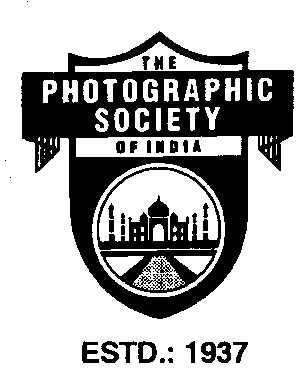 THE
PHOTOGRAPHIC
SOCIETY
OF INDIA
ESTD.: 1937